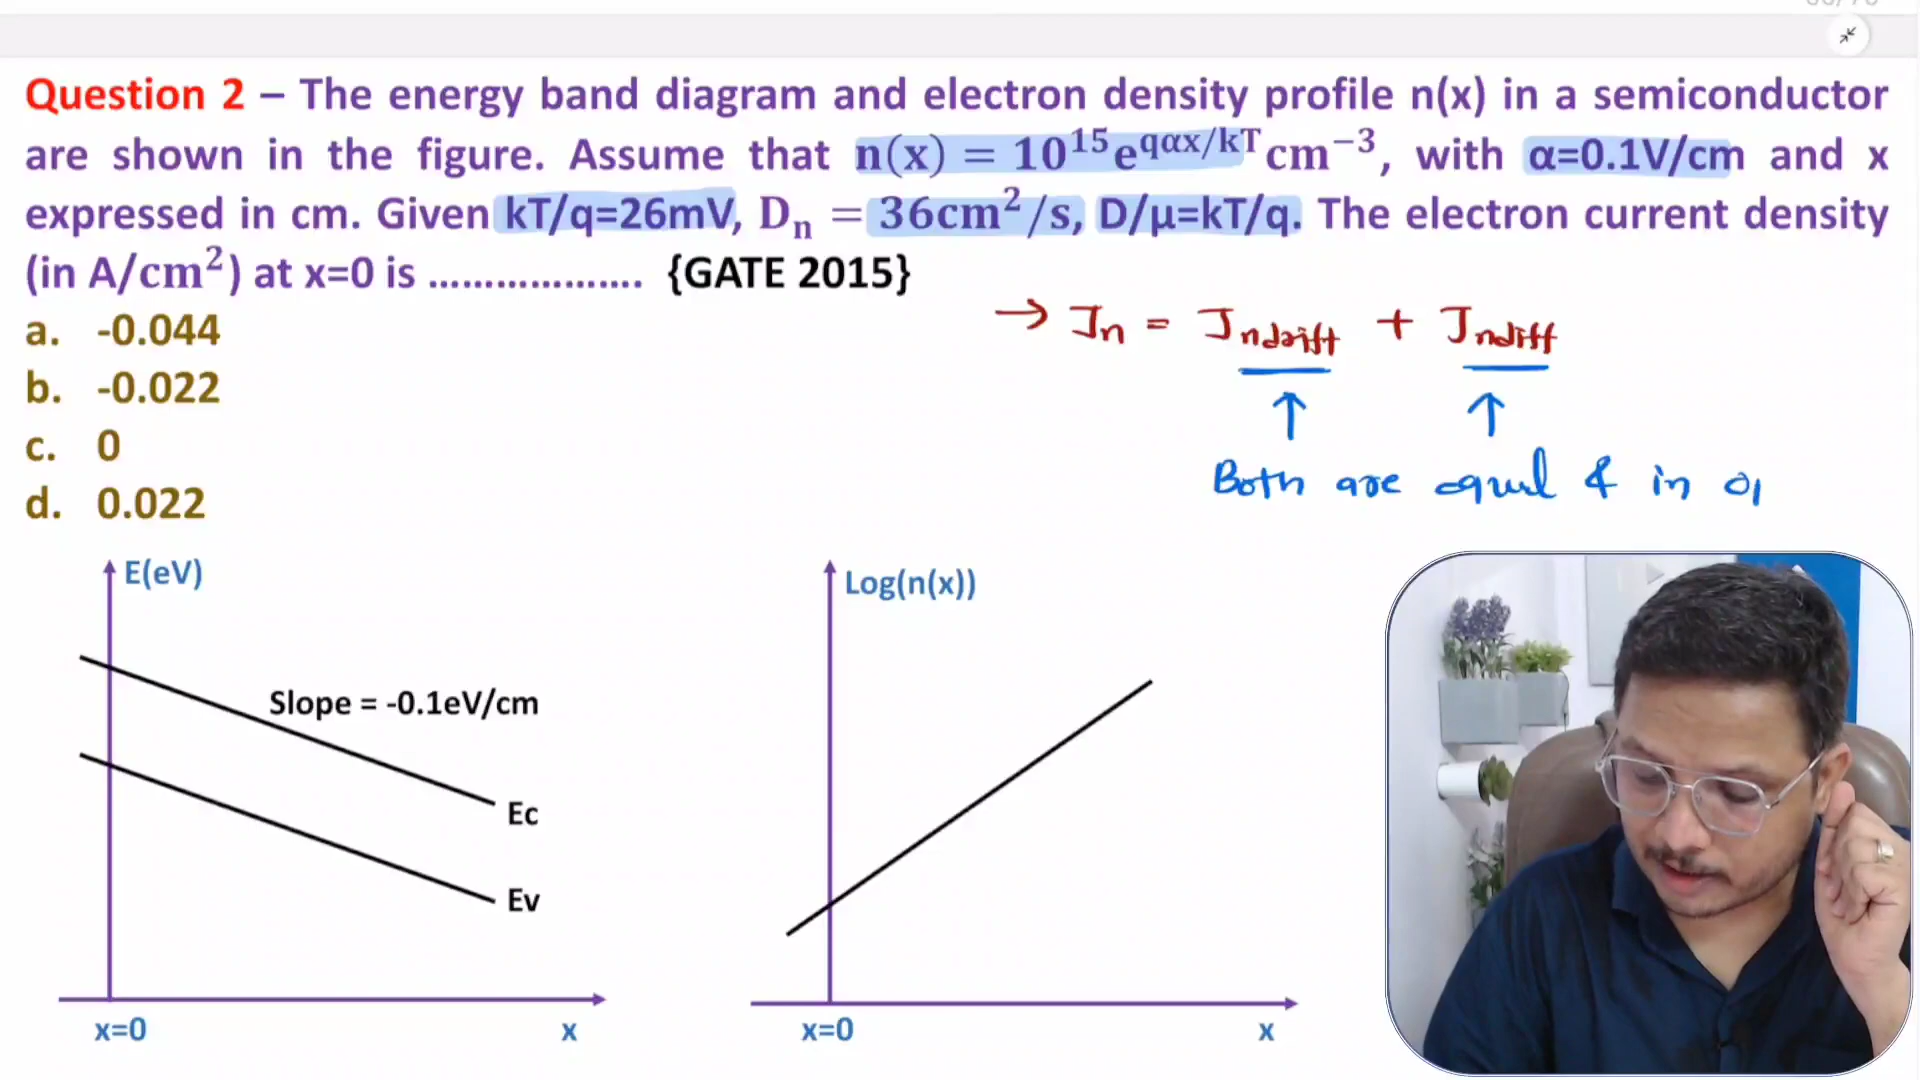 Question 2 – The energy band diagram and electron density profile n(x) in a semiconductor
are shown in the figure. Assume that n(x) = 10¹⁵e^qαx/kT cm⁻³, with α=0.1V/cm and x
expressed in cm. Given kT/q=26mV, Dₙ = 36cm²/s, D/μ=kT/q. The electron current density
(in A/cm²) at x=0 is ................... {GATE 2015}
→ Jn = Jndrift + Jndiff
a. -0.044
b. -0.022
c. 0
d. 0.022
↑ ↑
Both are equal & in
E(eV)
Slope = -0.1eV/cm
Ec
Ev
x=0 x
Log(n(x))
x=0 x